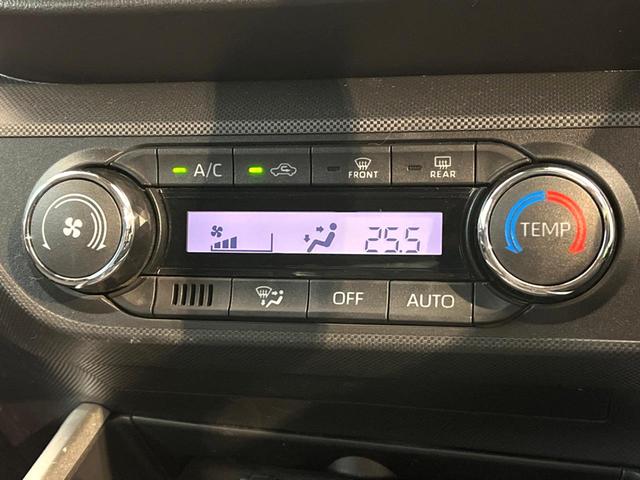 A/C
FRONT
REAR
25.5
TEMP
OFF
AUTO